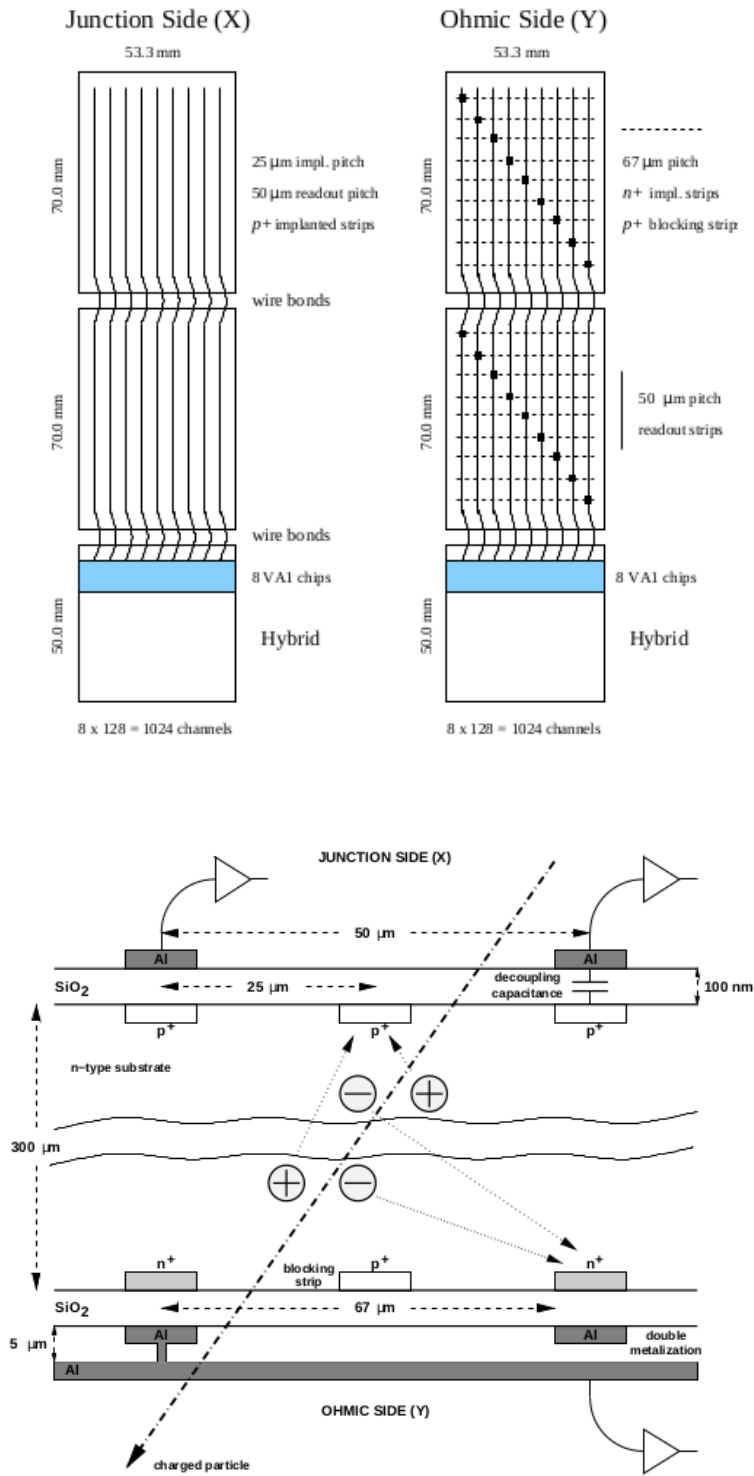 Junction Side (X)
53.3 mm
70.0 mm
25 μm impl. pitch
50 μm readout pitch
p+ implanted strips
wire bonds
70.0 mm
wire bonds
8 VA1 chips
50.0 mm
Hybrid
8 x 128 = 1024 channels
Ohmic Side (Y)
53.3 mm
70.0 mm
67 μm pitch
n+ impl. strips
p+ blocking strip
70.0 mm
50 μm pitch
readout strips
8 VA1 chips
50.0 mm
Hybrid
8 x 128 = 1024 channels
JUNCTION SIDE (X)
50 μm
Al
Al
SiO2
25 μm
decoupling
capacitance
100 nm
p+
p+
p+
n−type substrate
300 μm
n+
blocking
strip
p+
n+
SiO2
67 μm
5 μm
Al
Al
double
metalization
Al
OHMIC SIDE (Y)
charged particle